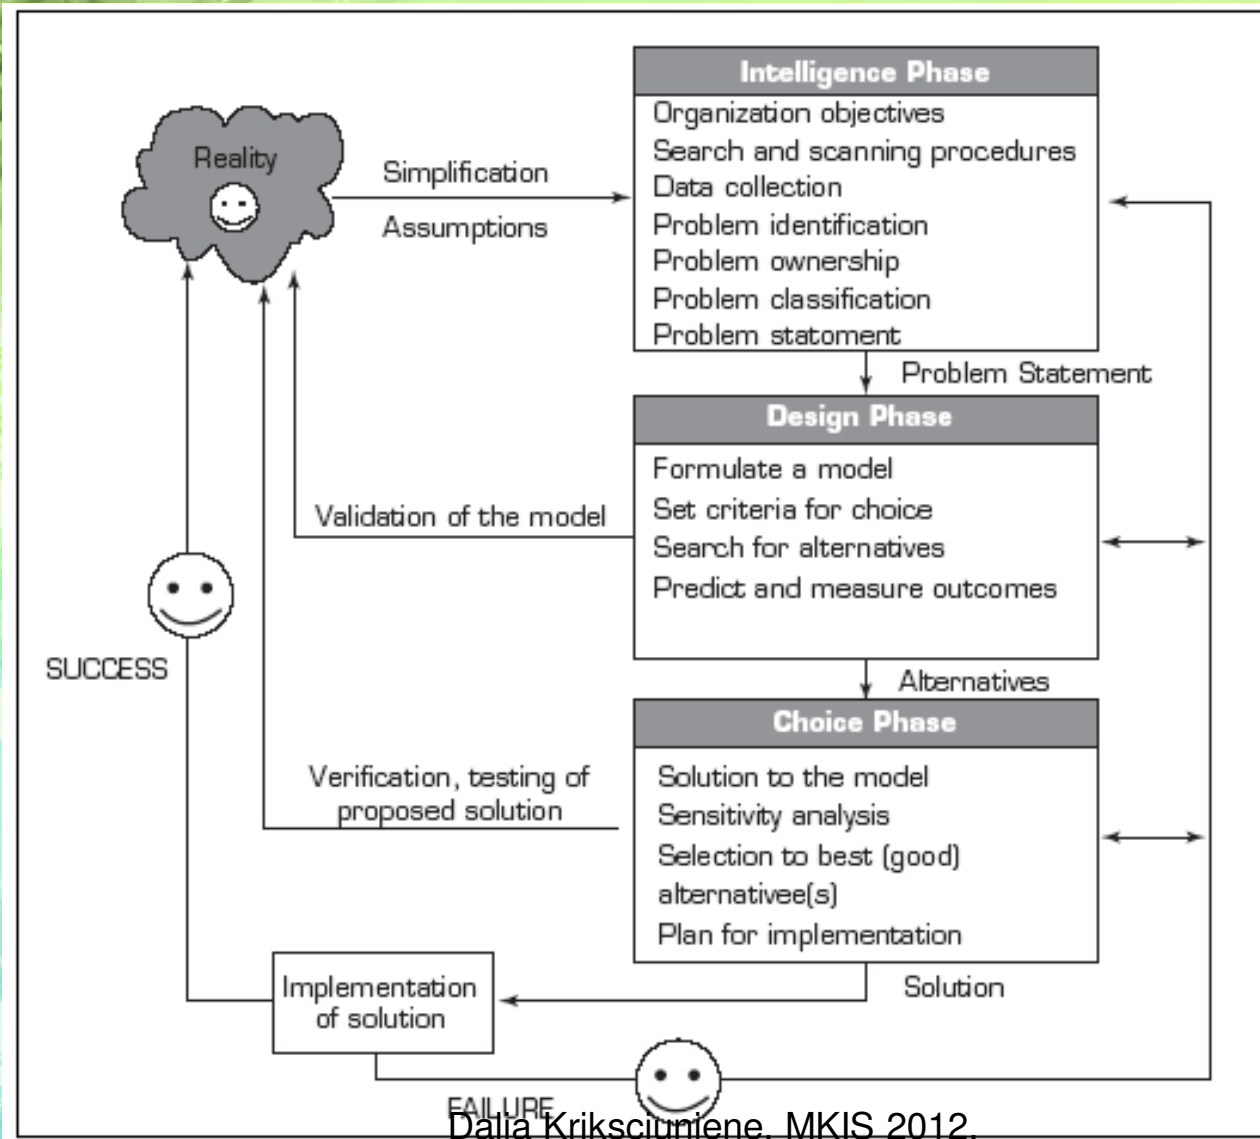 Reality
Simplification
Assumptions
Intelligence Phase
Organization objectives
Search and scanning procedures
Data collection
Problem identification
Problem ownership
Problem classification
Problem statoment
Problem Statement
Design Phase
Formulate a model
Set criteria for choice
Search for alternatives
Predict and measure outcomes
Validation of the model
Alternatives
Choice Phase
Solution to the model
Sensitivity analysis
Selection to best (good)
alternativee(s)
Plan for implementation
Verification, testing of
proposed solution
SUCCESS
Solution
Implementation
of solution
FAILURE
Dalia Kriksciuniene, MKIS 2012,